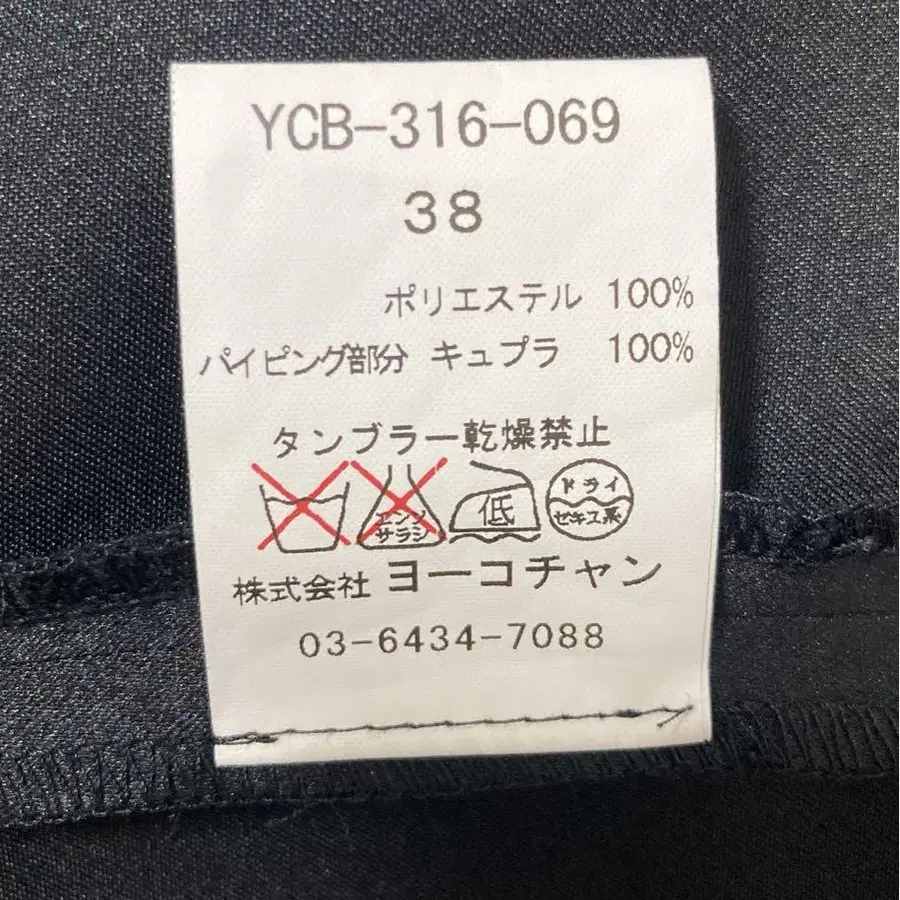 YCB-316-069
38
ポリエステル 100%
パイピング部分 キュプラ 100%
タンブラー乾燥禁止
エンソサラシ 低 ドライセキユ系
株式会社 ヨーコチャン
03-6434-7088